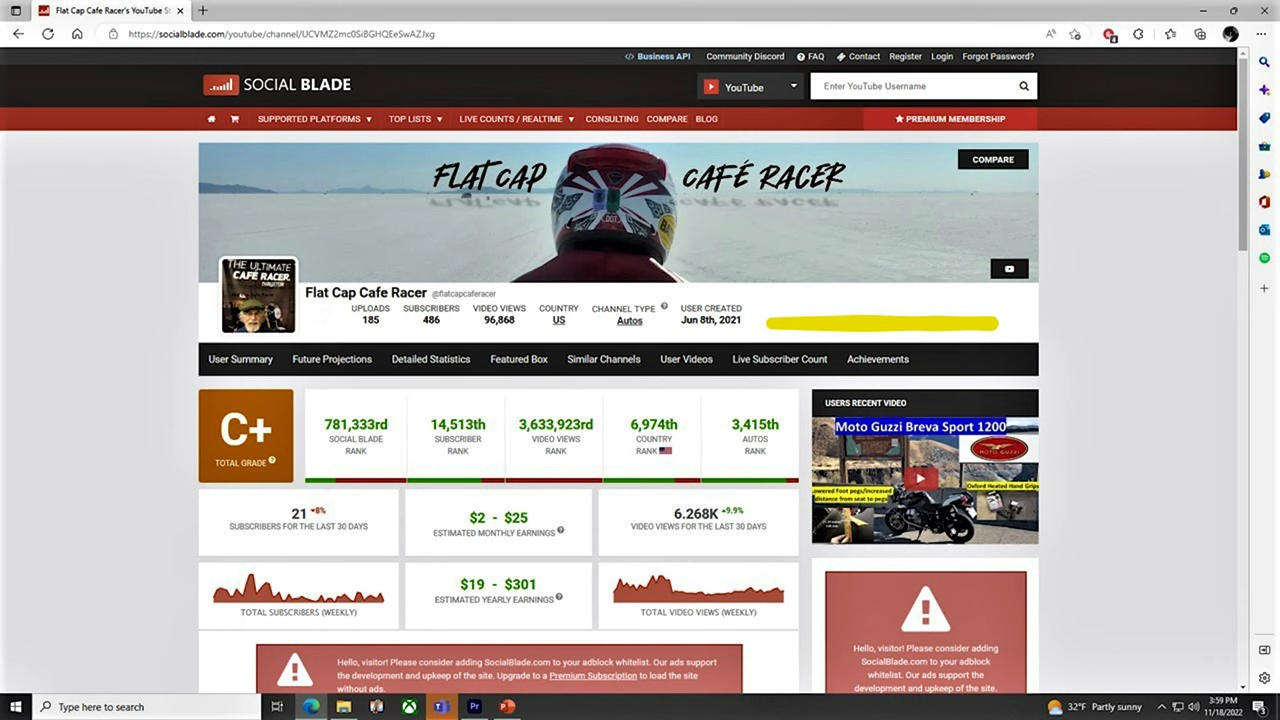 Flat Cap Cafe Racer's YouTube St
https://socialblade.com/youtube/channel/UCVMZ2mc0SiBGHQEeSwAZJxg
Business API Community Discord FAQ Contact Register Login Forgot Password?
SOCIAL BLADE
YouTube
Enter YouTube Username
SUPPORTED PLATFORMS TOP LISTS LIVE COUNTS / REALTIME CONSULTING COMPARE BLOG
PREMIUM MEMBERSHIP
FLAT CAP CAFÉ RACER
COMPARE
THE ULTIMATE
CAFÉ RACER
Flat Cap Cafe Racer @flatcapcaferacer
UPLOADS SUBSCRIBERS VIDEO VIEWS COUNTRY CHANNEL TYPE USER CREATED
185 486 96,868 US Autos Jun 8th, 2021
User Summary Future Projections Detailed Statistics Featured Box Similar Channels User Videos Live Subscriber Count Achievements
C+
TOTAL GRADE
781,333rd 14,513th 3,633,923rd 6,974th 3,415th
SOCIAL BLADE SUBSCRIBER VIDEO VIEWS COUNTRY AUTOS
RANK RANK RANK RANK RANK
USERS RECENT VIDEO
Moto Guzzi Breva Sport 1200
MOTO GUZZI
Lowered Foot pegs/increased
distance from seat to pegs
Oxford Heated Hand Grips
21 -8%
SUBSCRIBERS FOR THE LAST 30 DAYS
$2 - $25
ESTIMATED MONTHLY EARNINGS
6.268K +9.9%
VIDEO VIEWS FOR THE LAST 30 DAYS
TOTAL SUBSCRIBERS (WEEKLY)
$19 - $301
ESTIMATED YEARLY EARNINGS
TOTAL VIDEO VIEWS (WEEKLY)
Hello, visitor! Please consider adding SocialBlade.com to your adblock whitelist. Our ads support
the development and upkeep of the site. Upgrade to a Premium Subscription to load the site
without ads.
Hello, visitor! Please consider adding
SocialBlade.com to your adblock
whitelist. Our ads support the
development and upkeep of the site.
Type here to search
32°F Partly sunny
3:59 PM
11/18/2022